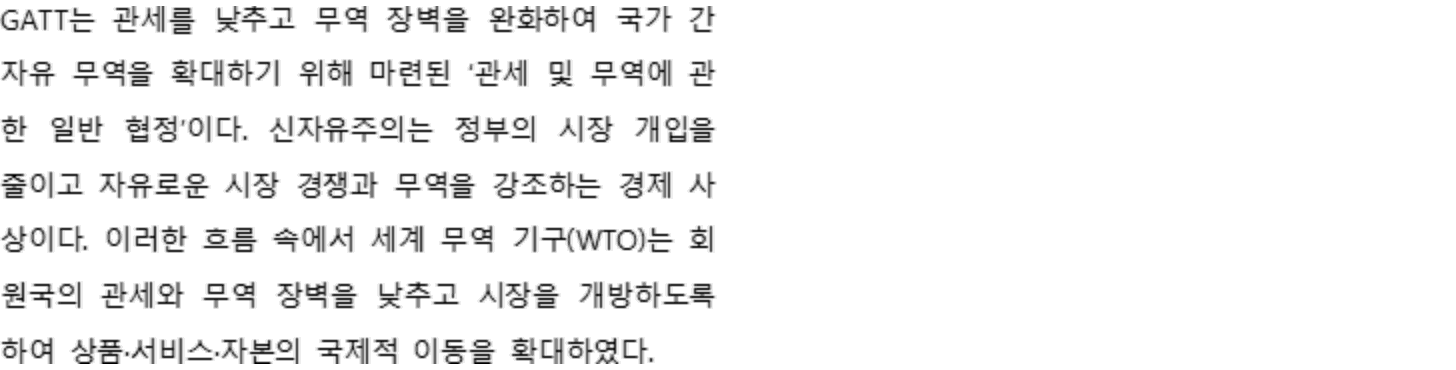 GATT는 관세를 낮추고 무역 장벽을 완화하여 국가 간
자유 무역을 확대하기 위해 마련된 ‘관세 및 무역에 관
한 일반 협정’이다. 신자유주의는 정부의 시장 개입을
줄이고 자유로운 시장 경쟁과 무역을 강조하는 경제 사
상이다. 이러한 흐름 속에서 세계 무역 기구(WTO)는 회
원국의 관세와 무역 장벽을 낮추고 시장을 개방하도록
하여 상품·서비스·자본의 국제적 이동을 확대하였다.